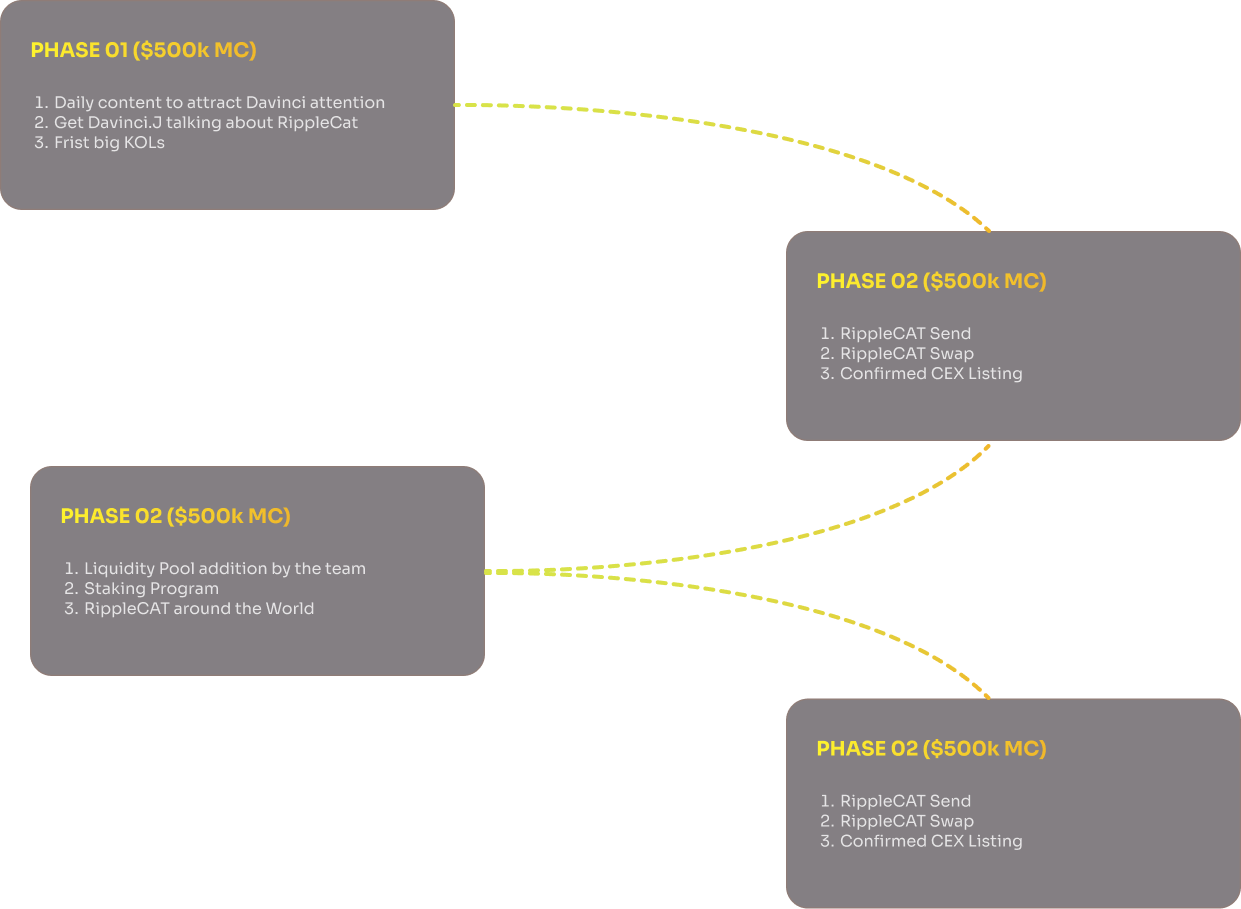 PHASE 01 ($500k MC)
1. Daily content to attract Davinci attention
2. Get Davinci.J talking about RippleCat
3. Frist big KOLs
PHASE 02 ($500k MC)
1. RippleCAT Send
2. RippleCAT Swap
3. Confirmed CEX Listing
PHASE 02 ($500k MC)
1. Liquidity Pool addition by the team
2. Staking Program
3. RippleCAT around the World
PHASE 02 ($500k MC)
1. RippleCAT Send
2. RippleCAT Swap
3. Confirmed CEX Listing